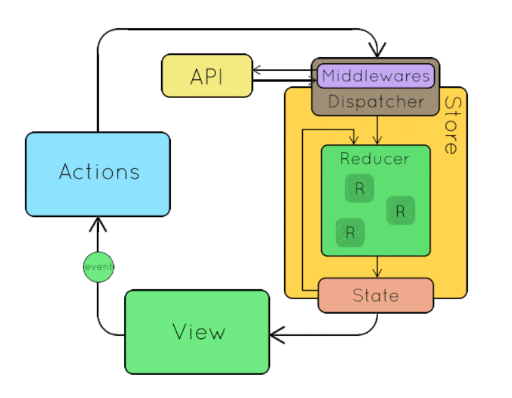 API
Middlewares
Dispatcher
Store
Actions
Reducer
R
R
R
event
State
View